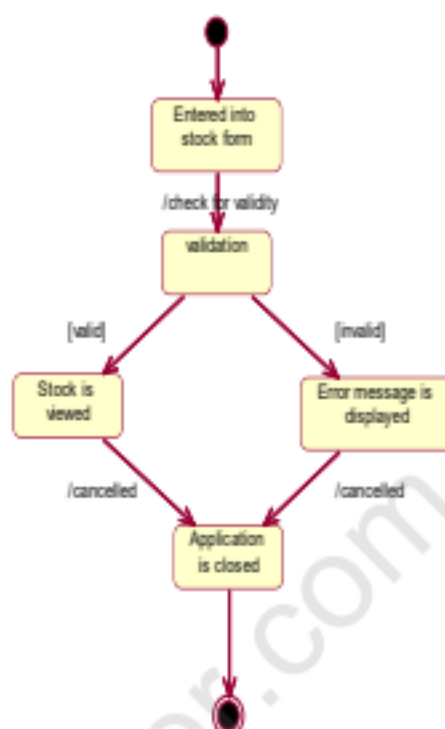 Entered into
stock form
/check for validity
validation
[valid]
[invalid]
Stock is
viewed
Error message is
displayed
/cancelled
/cancelled
Application
is closed
r.com